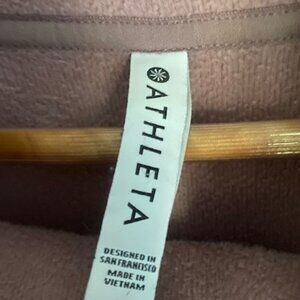 ATHLETA
DESIGNED IN
SAN FRANCISCO
MADE IN
VIETNAM